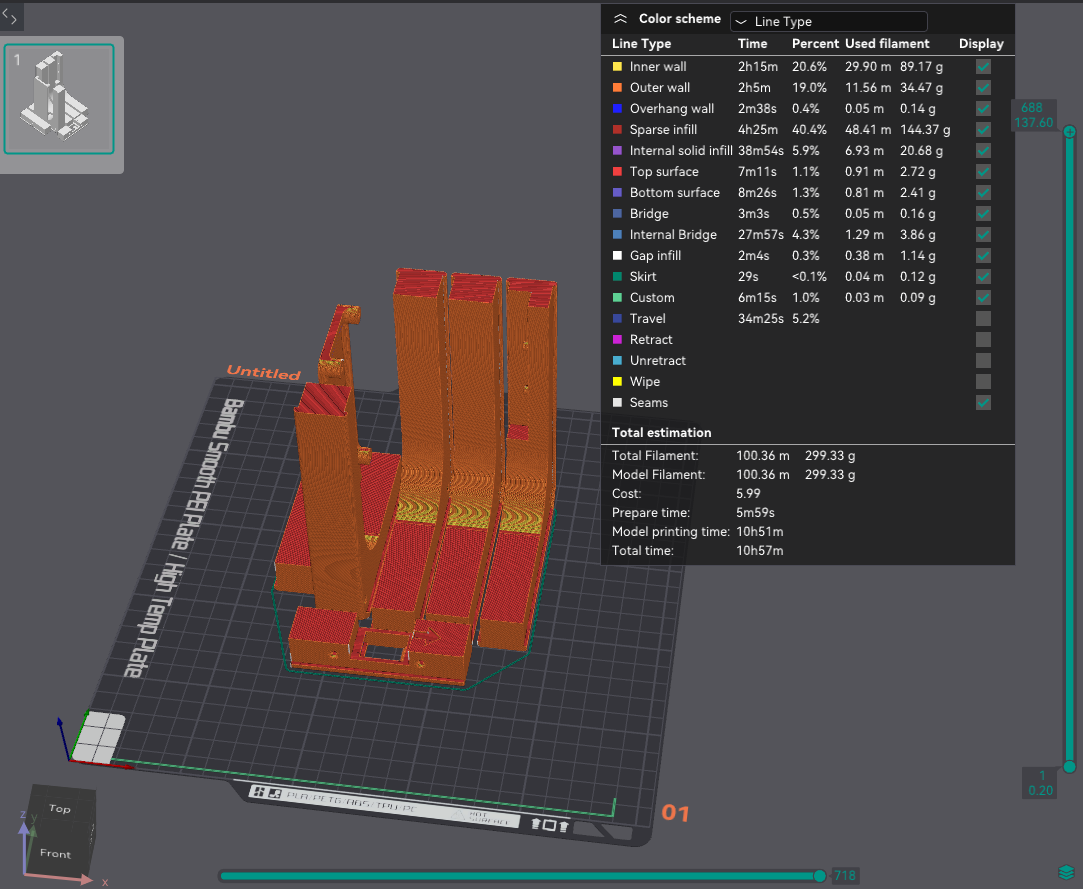 Color scheme
Line Type
Line Type Time Percent Used filament Display
Inner wall 2h15m 20.6% 29.90 m 89.17 g
Outer wall 2h5m 19.0% 11.56 m 34.47 g
Overhang wall 2m38s 0.4% 0.05 m 0.14 g
Sparse infill 4h25m 40.4% 48.41 m 144.37 g
Internal solid infill 38m54s 5.9% 6.93 m 20.68 g
Top surface 7m11s 1.1% 0.91 m 2.72 g
Bottom surface 8m26s 1.3% 0.81 m 2.41 g
Bridge 3m3s 0.5% 0.05 m 0.16 g
Internal Bridge 27m57s 4.3% 1.29 m 3.86 g
Gap infill 2m4s 0.3% 0.38 m 1.14 g
Skirt 29s <0.1% 0.04 m 0.12 g
Custom 6m15s 1.0% 0.03 m 0.09 g
Travel 34m25s 5.2%
Retract
Unretract
Wipe
Seams
Total estimation
Total Filament: 100.36 m 299.33 g
Model Filament: 100.36 m 299.33 g
Cost: 5.99
Prepare time: 5m59s
Model printing time: 10h51m
Total time: 10h57m
1
688
137.60
Untitled
Bambu Smooth PEI Plate / High Temp Plate
PLA/PETG/ABS/TPU/PC
HOT
SURFACE
01
1
0.20
Top
Front
z
y
x
718